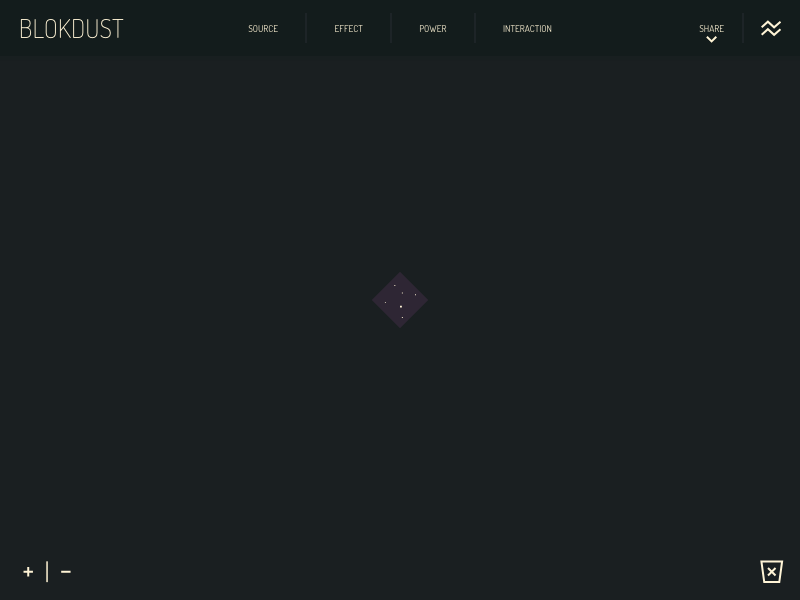 BLOKDUST
SOURCE
EFFECT
POWER
INTERACTION
SHARE